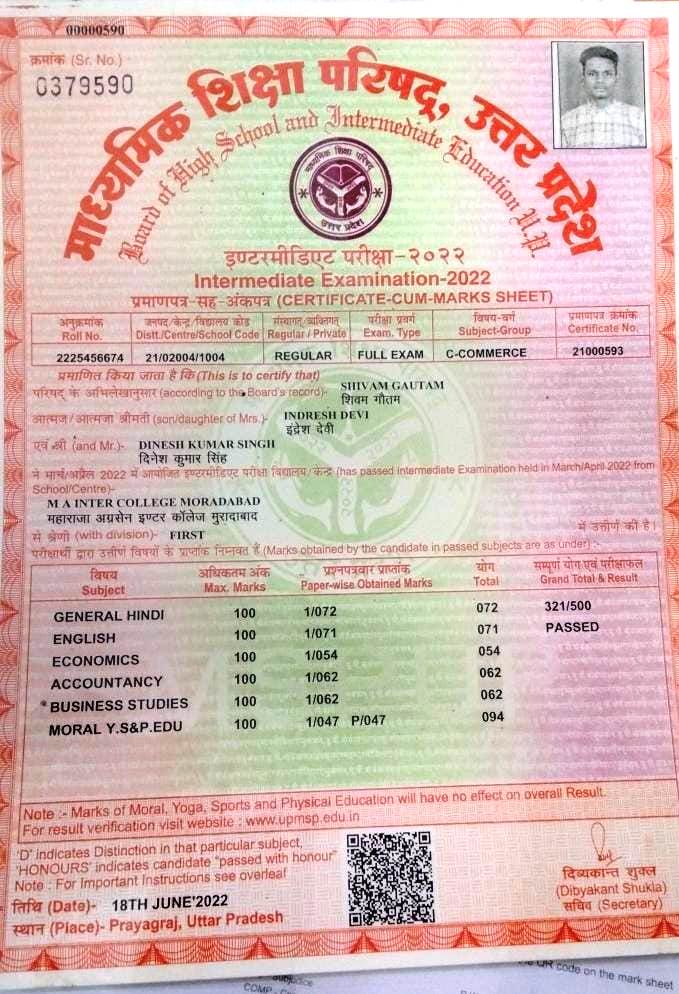 00000590
क्रमांक (Sr. No.) -
0379590
माध्यमिक शिक्षा परिषद्, उत्तर प्रदेश
Board of High School and Intermediate Education U.P.
माध्यमिक शिक्षा परिषद्
उत्तर प्रदेश
इण्टरमीडिएट परीक्षा-२०२२
Intermediate Examination-2022
प्रमाणपत्र-सह-अंकपत्र (CERTIFICATE-CUM-MARKS SHEET)
अनुक्रमांक जनपद/केन्द्र/विद्यालय कोड संस्थागत/व्यक्तिगत परीक्षा प्रवर्ग विषय-वर्ग प्रमाणपत्र क्रमांक
Roll No. Distt./Centre/School Code Regular / Private Exam. Type Subject-Group Certificate No.
2225456674 21/02004/1004 REGULAR FULL EXAM C-COMMERCE 21000593
प्रमाणित किया जाता है कि (This is to certify that)
परिषद् के अभिलेखानुसार (according to the Board's record)- SHIVAM GAUTAM
शिवम गौतम
आत्मज/आत्मजा श्रीमती (son/daughter of Mrs.)- INDRESH DEVI
इंद्रेश देवी
एवं श्री (and Mr.)- DINESH KUMAR SINGH
दिनेश कुमार सिंह
ने मार्च/अप्रैल 2022 में आयोजित इण्टरमीडिएट परीक्षा विद्यालय/केन्द्र (has passed Intermediate Examination held in March/April 2022 from
School/Centre)-
M A INTER COLLEGE MORADABAD
महाराजा अग्रसेन इण्टर कॉलेज मुरादाबाद
से श्रेणी (with division)- FIRST में उत्तीर्ण की है।
परीक्षार्थी द्वारा उत्तीर्ण विषयों के प्राप्तांक निम्नवत हैं (Marks obtained by the candidate in passed subjects are as under) :-
विषय अधिकतम अंक प्रश्नपत्रवार प्राप्तांक योग सम्पूर्ण योग एवं परीक्षाफल
Subject Max. Marks Paper-wise Obtained Marks Total Grand Total & Result
GENERAL HINDI 100 1/072 072 321/500
ENGLISH 100 1/071 071 PASSED
ECONOMICS 100 1/054 054
ACCOUNTANCY 100 1/062 062
* BUSINESS STUDIES 100 1/062 062
MORAL Y.S&P.EDU 100 1/047 P/047 094
Note :- Marks of Moral, Yoga, Sports and Physical Education will have no effect on overall Result.
For result verification visit website : www.upmsp.edu.in
'D' indicates Distinction in that particular subject,
'HONOURS' indicates candidate "passed with honour"
Note : For Important Instructions see overleaf
तिथि (Date)- 18TH JUNE'2022
स्थान (Place)- Prayagraj, Uttar Pradesh
दिव्यकान्त शुक्ल
(Dibyakant Shukla)
सचिव (Secretary)
QR code on the mark sheet